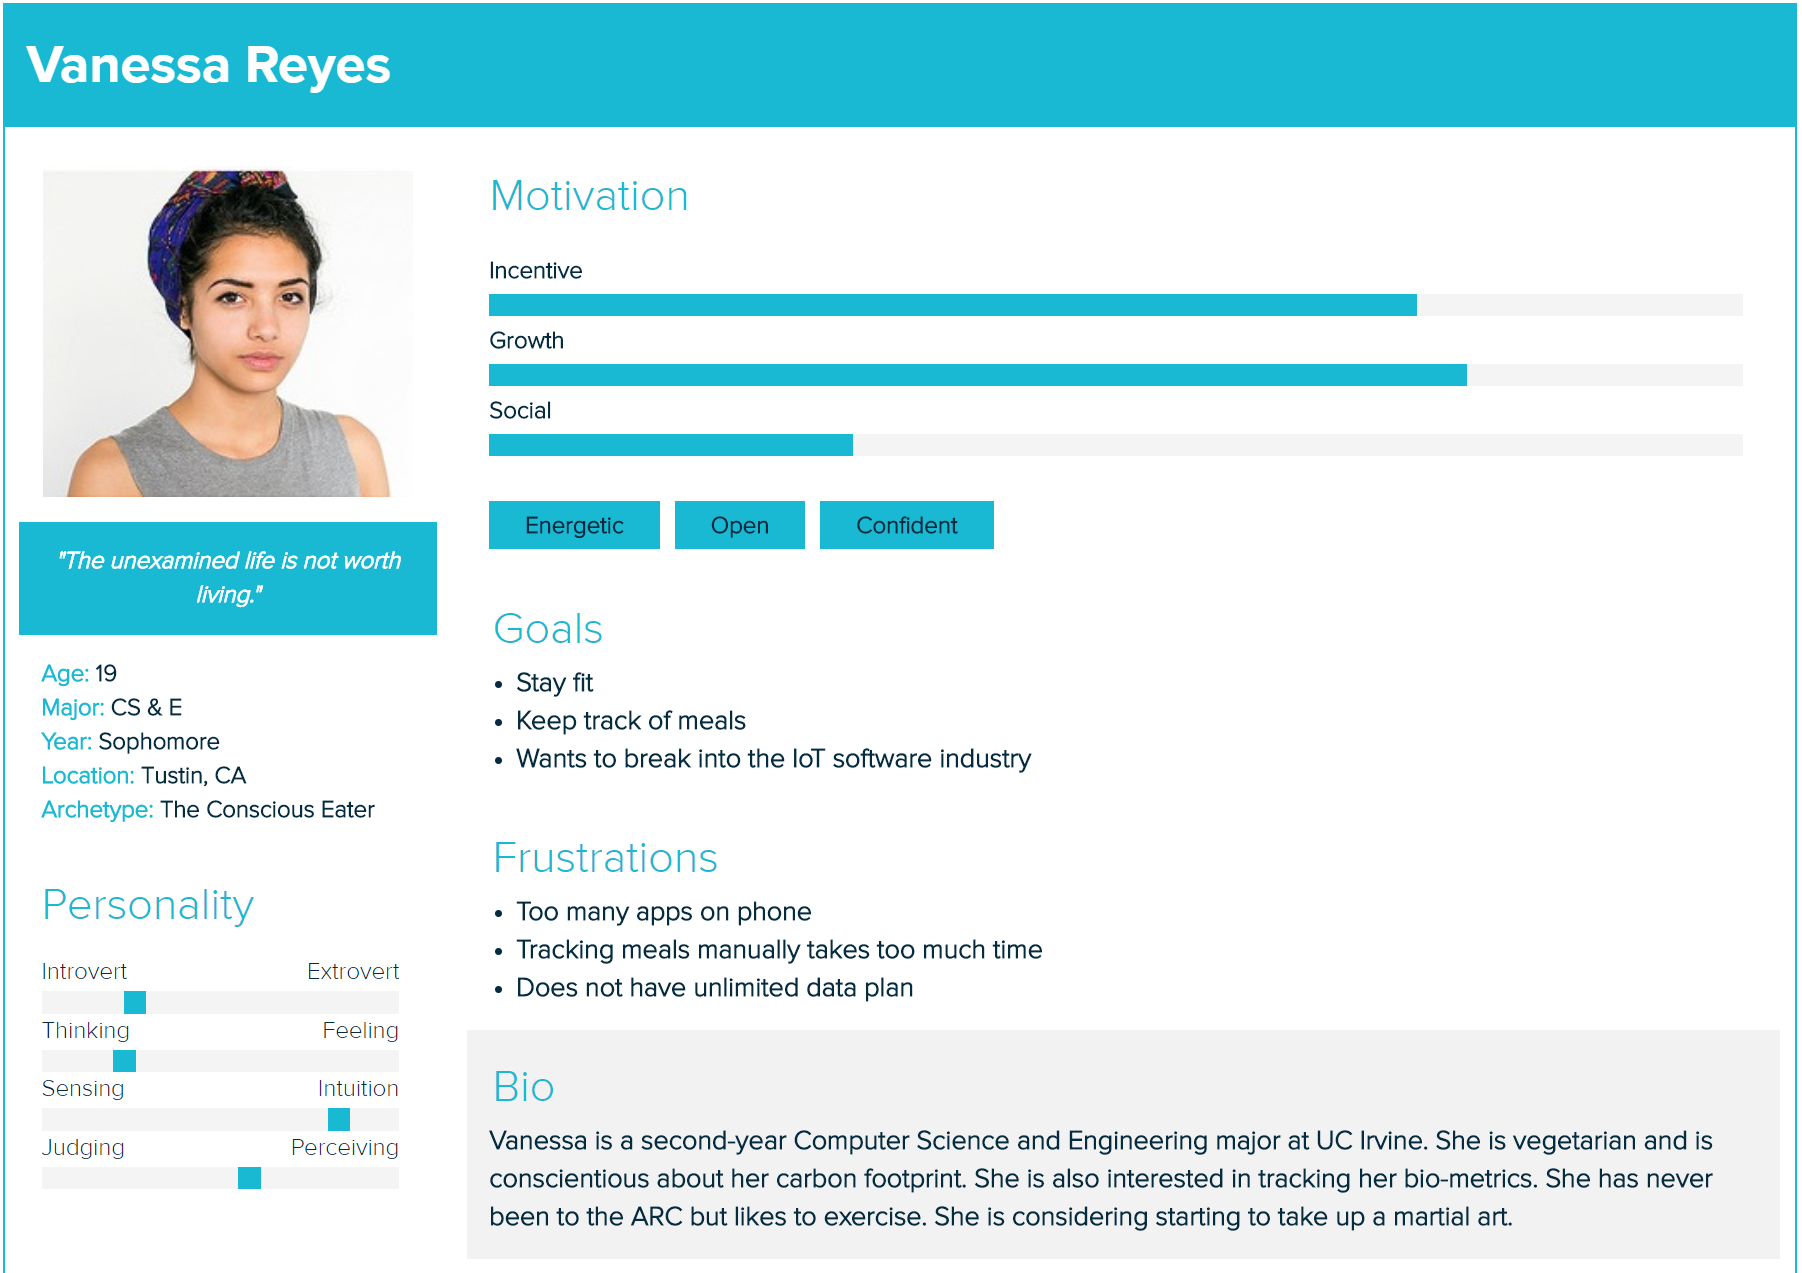 Vanessa Reyes
"The unexamined life is not worth
living."
Age: 19
Major: CS & E
Year: Sophomore
Location: Tustin, CA
Archetype: The Conscious Eater
Personality
Introvert Extrovert
Thinking Feeling
Sensing Intuition
Judging Perceiving
Motivation
Incentive
Growth
Social
Energetic Open Confident
Goals
• Stay fit
• Keep track of meals
• Wants to break into the IoT software industry
Frustrations
• Too many apps on phone
• Tracking meals manually takes too much time
• Does not have unlimited data plan
Bio
Vanessa is a second-year Computer Science and Engineering major at UC Irvine. She is vegetarian and is
conscientious about her carbon footprint. She is also interested in tracking her bio-metrics. She has never
been to the ARC but likes to exercise. She is considering starting to take up a martial art.